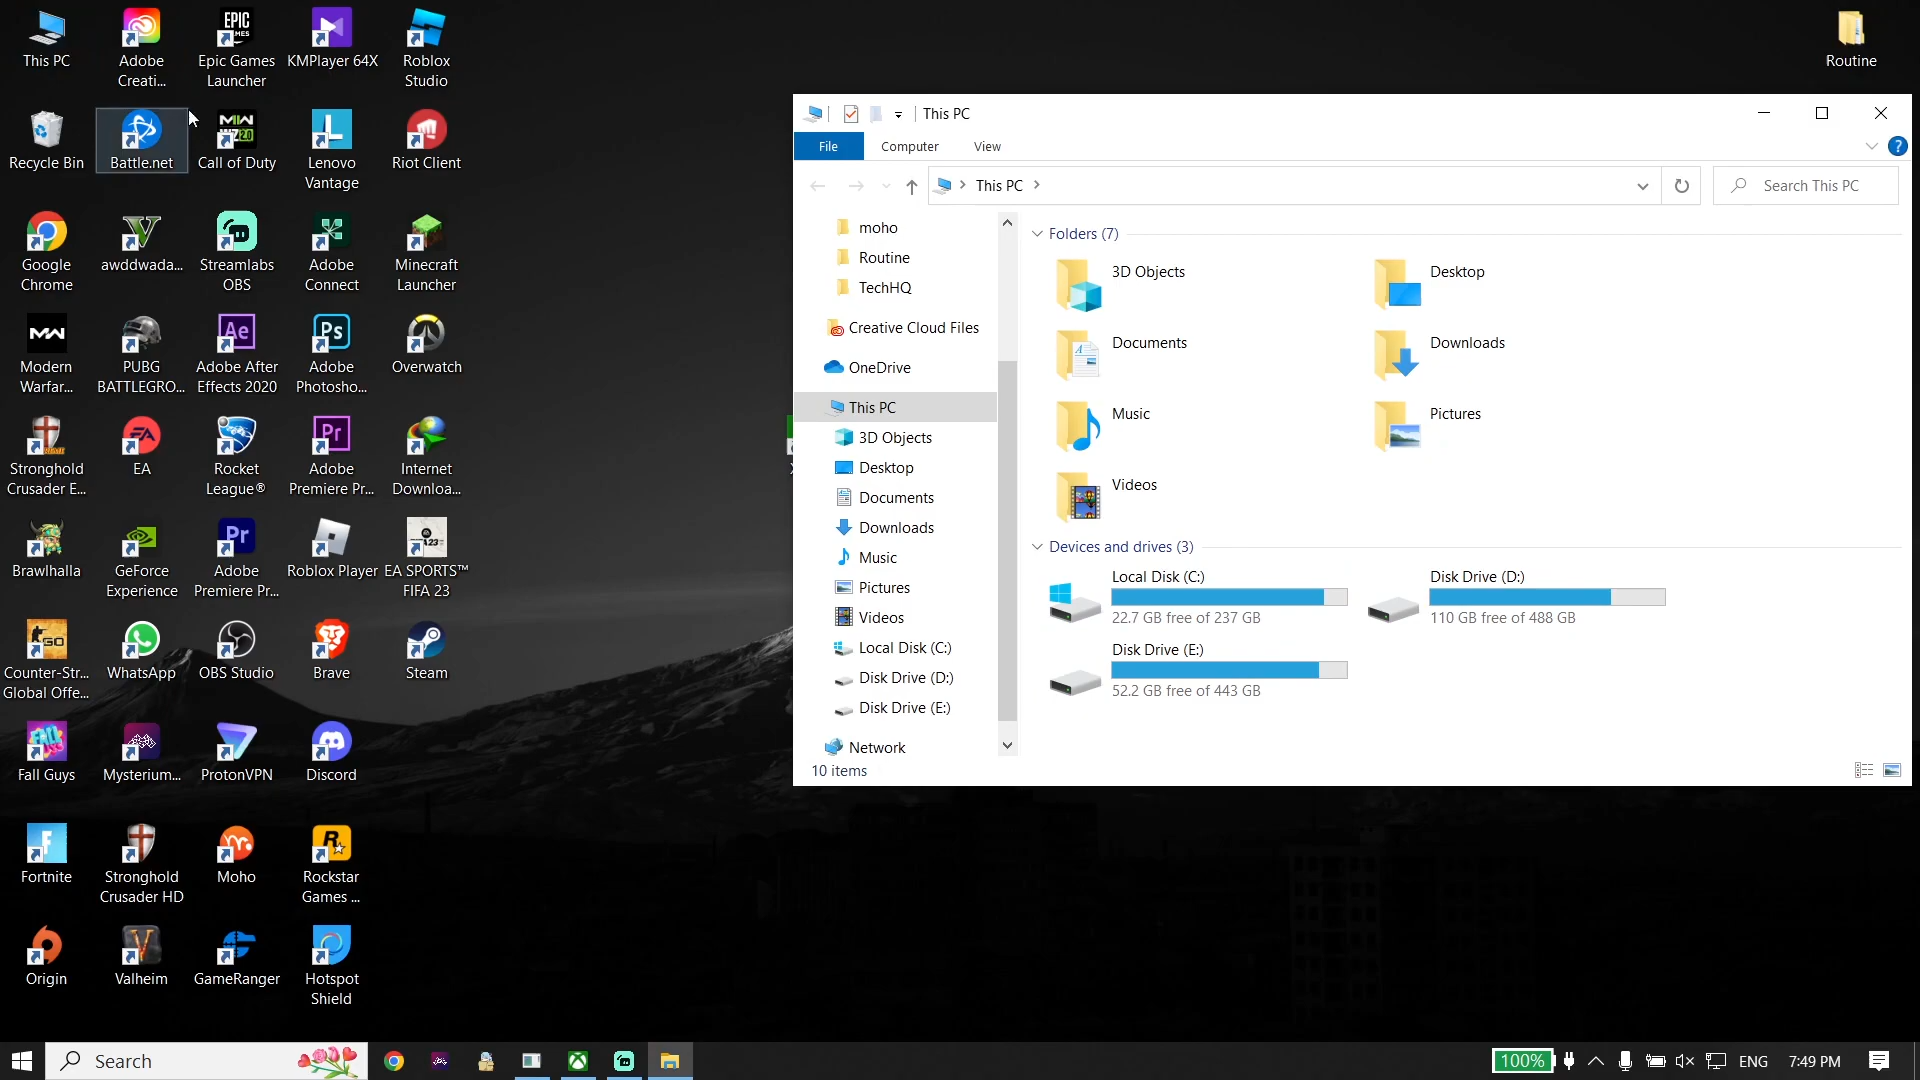 This PC
Adobe
Creati...
Epic Games
Launcher
KMPlayer 64X
Roblox
Studio
Routine
Recycle Bin
Battle.net
Call of Duty
Lenovo
Vantage
Riot Client
Google
Chrome
awddwada...
Streamlabs
OBS
Adobe
Connect
Minecraft
Launcher
Modern
Warfar...
PUBG
BATTLEGRO...
Adobe After
Effects 2020
Adobe
Photosho...
Overwatch
Stronghold
Crusader E...
EA
Rocket
League®
Adobe
Premiere Pr...
Internet
Downloa...
Brawlhalla
GeForce
Experience
Adobe
Premiere Pr...
Roblox Player
EA SPORTS™
FIFA 23
Counter-Str...
Global Offe...
WhatsApp
OBS Studio
Brave
Steam
Fall Guys
Mysterium...
ProtonVPN
Discord
Fortnite
Stronghold
Crusader HD
Moho
Rockstar
Games ...
Origin
Valheim
GameRanger
Hotspot
Shield
This PC
File
Computer
View
This PC
Search This PC
moho
Routine
TechHQ
Creative Cloud Files
OneDrive
This PC
3D Objects
Desktop
Documents
Downloads
Music
Pictures
Videos
Local Disk (C:)
Disk Drive (D:)
Disk Drive (E:)
Network
Folders (7)
3D Objects
Desktop
Documents
Downloads
Music
Pictures
Videos
Devices and drives (3)
Local Disk (C:)
22.7 GB free of 237 GB
Disk Drive (D:)
110 GB free of 488 GB
Disk Drive (E:)
52.2 GB free of 443 GB
10 items
Search
100%
ENG
7:49 PM